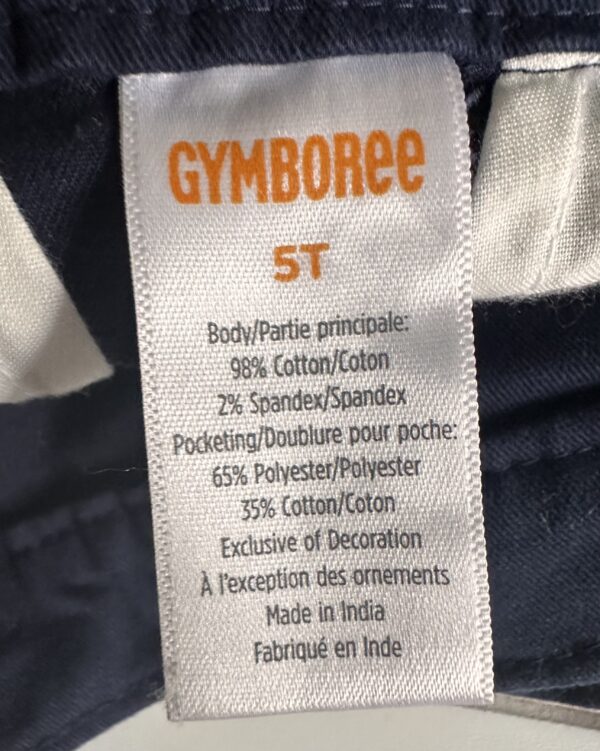 GYMBOREE
5T
Body/Partie principale:
98% Cotton/Coton
2% Spandex/Spandex
Pocketing/Doublure pour poche:
65% Polyester/Polyester
35% Cotton/Coton
Exclusive of Decoration
À l'exception des ornements
Made in India
Fabriqué en Inde